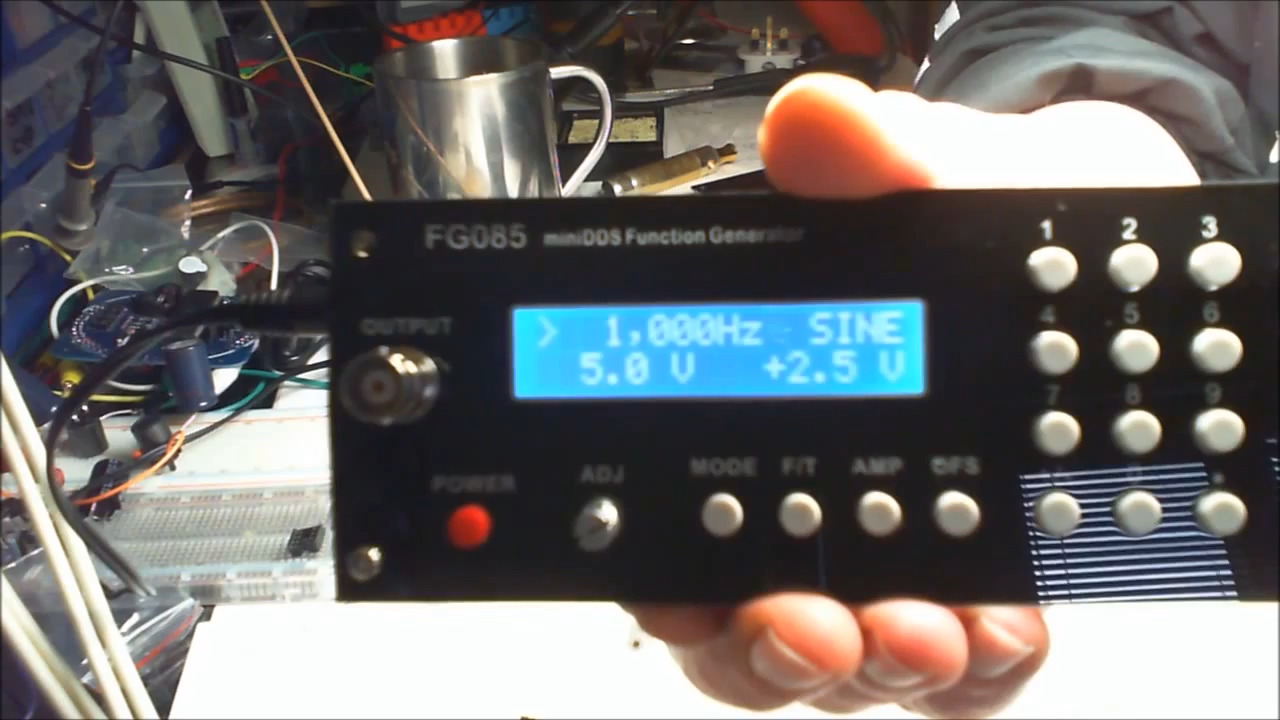 FG085 miniDDS Function Generator
1 2 3
OUTPUT
> 1,000Hz SINE
5.0 V +2.5 V
4 5 6
7 8 9
POWER ADJ MODE F/T AMP OFS
0